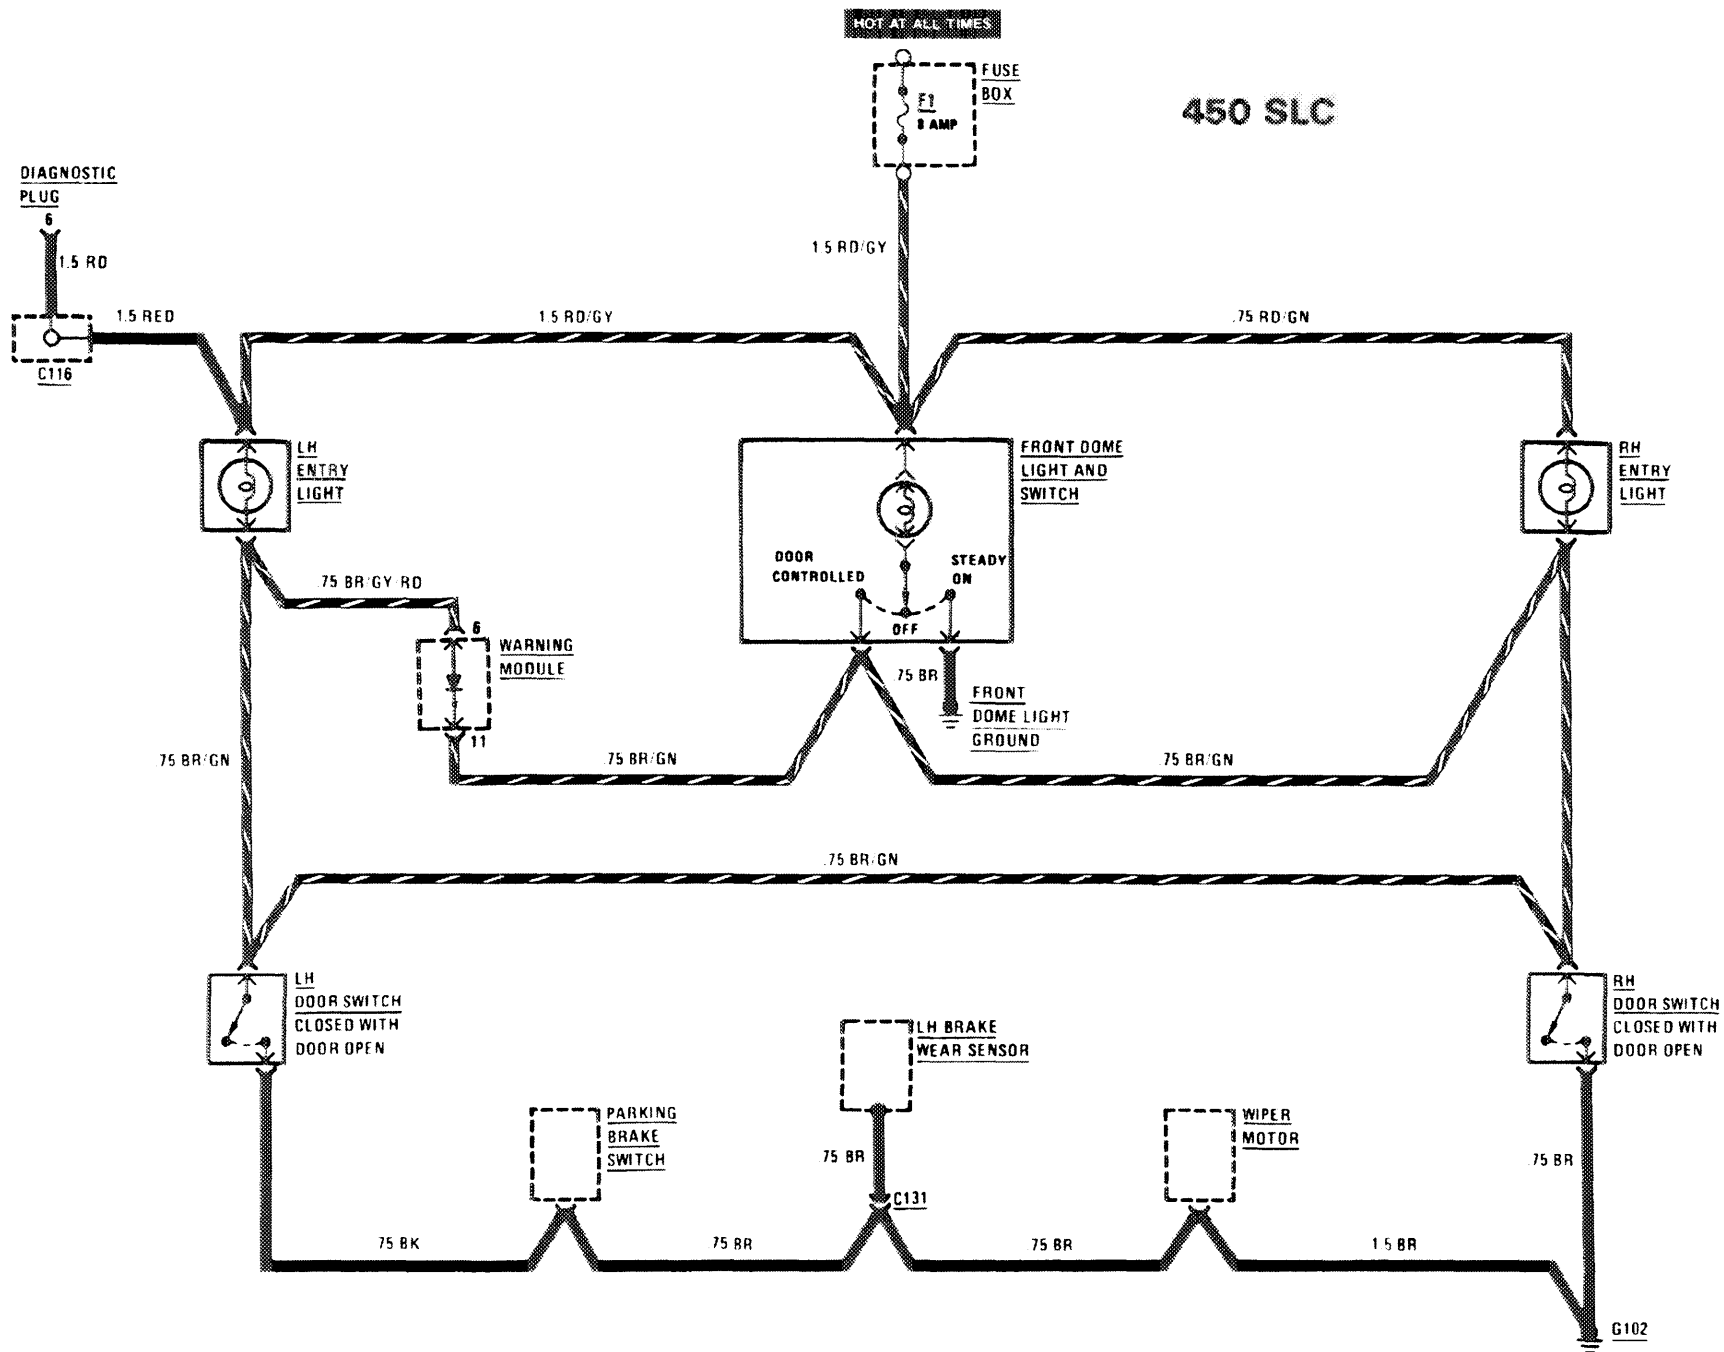 HOT AT ALL TIMES
FUSE
BOX
F1
8 AMP
450 SLC
DIAGNOSTIC
PLUG
6
1.5 RD
1.5 RD/GY
1.5 RED
1.5 RD/GY
.75 RD/GN
C116
LH
ENTRY
LIGHT
FRONT DOME
LIGHT AND
SWITCH
RH
ENTRY
LIGHT
DOOR
CONTROLLED
STEADY
ON
OFF
.75 BR/GY/RD
6
WARNING
MODULE
11
.75 BR
FRONT
DOME LIGHT
GROUND
.75 BR/GN
.75 BR/GN
.75 BR/GN
.75 BR/GN
LH
DOOR SWITCH
CLOSED WITH
DOOR OPEN
RH
DOOR SWITCH
CLOSED WITH
DOOR OPEN
LH BRAKE
WEAR SENSOR
PARKING
BRAKE
SWITCH
WIPER
MOTOR
.75 BR
.75 BR
C131
.75 BK
.75 BR
.75 BR
1.5 BR
G102